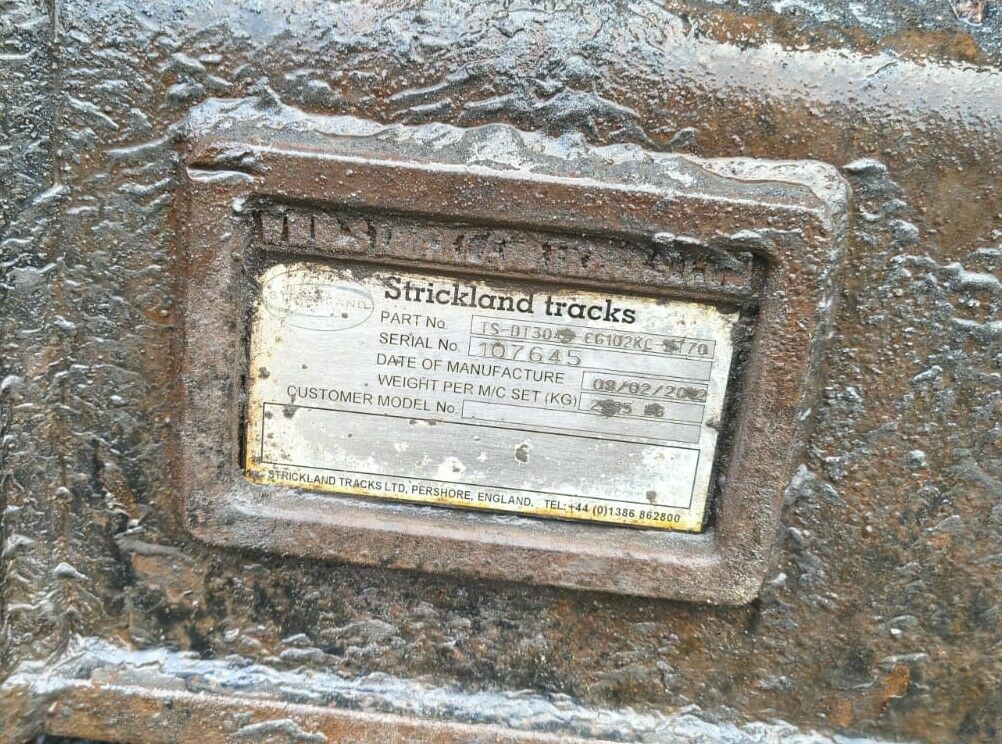 Strickland tracks
PART No.
SERIAL No. 107645
DATE OF MANUFACTURE
WEIGHT PER M/C SET (KG)
CUSTOMER MODEL No
STRICKLAND TRACKS LTD, PERSHORE, ENGLAND. TEL:+44 (0)1386 862800